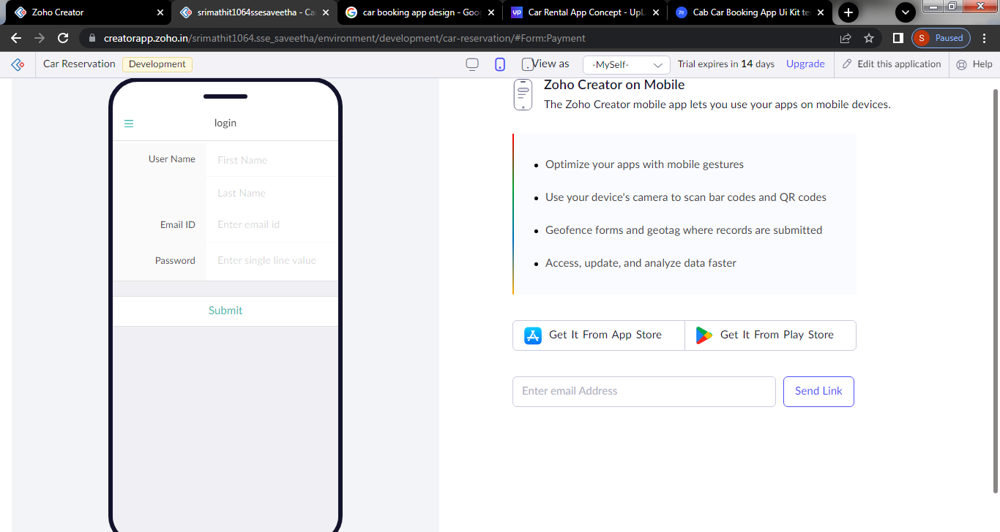 Zoho Creator
srimathit1064ssesaveetha - Ca
car booking app design - Goo
Car Rental App Concept - UpL
Cab Car Booking App Ui Kit te
creatorapp.zoho.in/srimathit1064.sse_saveetha/environment/development/car-reservation/#Form:Payment
S Paused
Car Reservation Development View as -MySelf- Trial expires in 14 days Upgrade Edit this application Help
login
User Name First Name
Last Name
Email ID Enter email id
Password Enter single line value
Submit
Zoho Creator on Mobile
The Zoho Creator mobile app lets you use your apps on mobile devices.
Optimize your apps with mobile gestures
Use your device's camera to scan bar codes and QR codes
Geofence forms and geotag where records are submitted
Access, update, and analyze data faster
Get It From App Store Get It From Play Store
Enter email Address Send Link